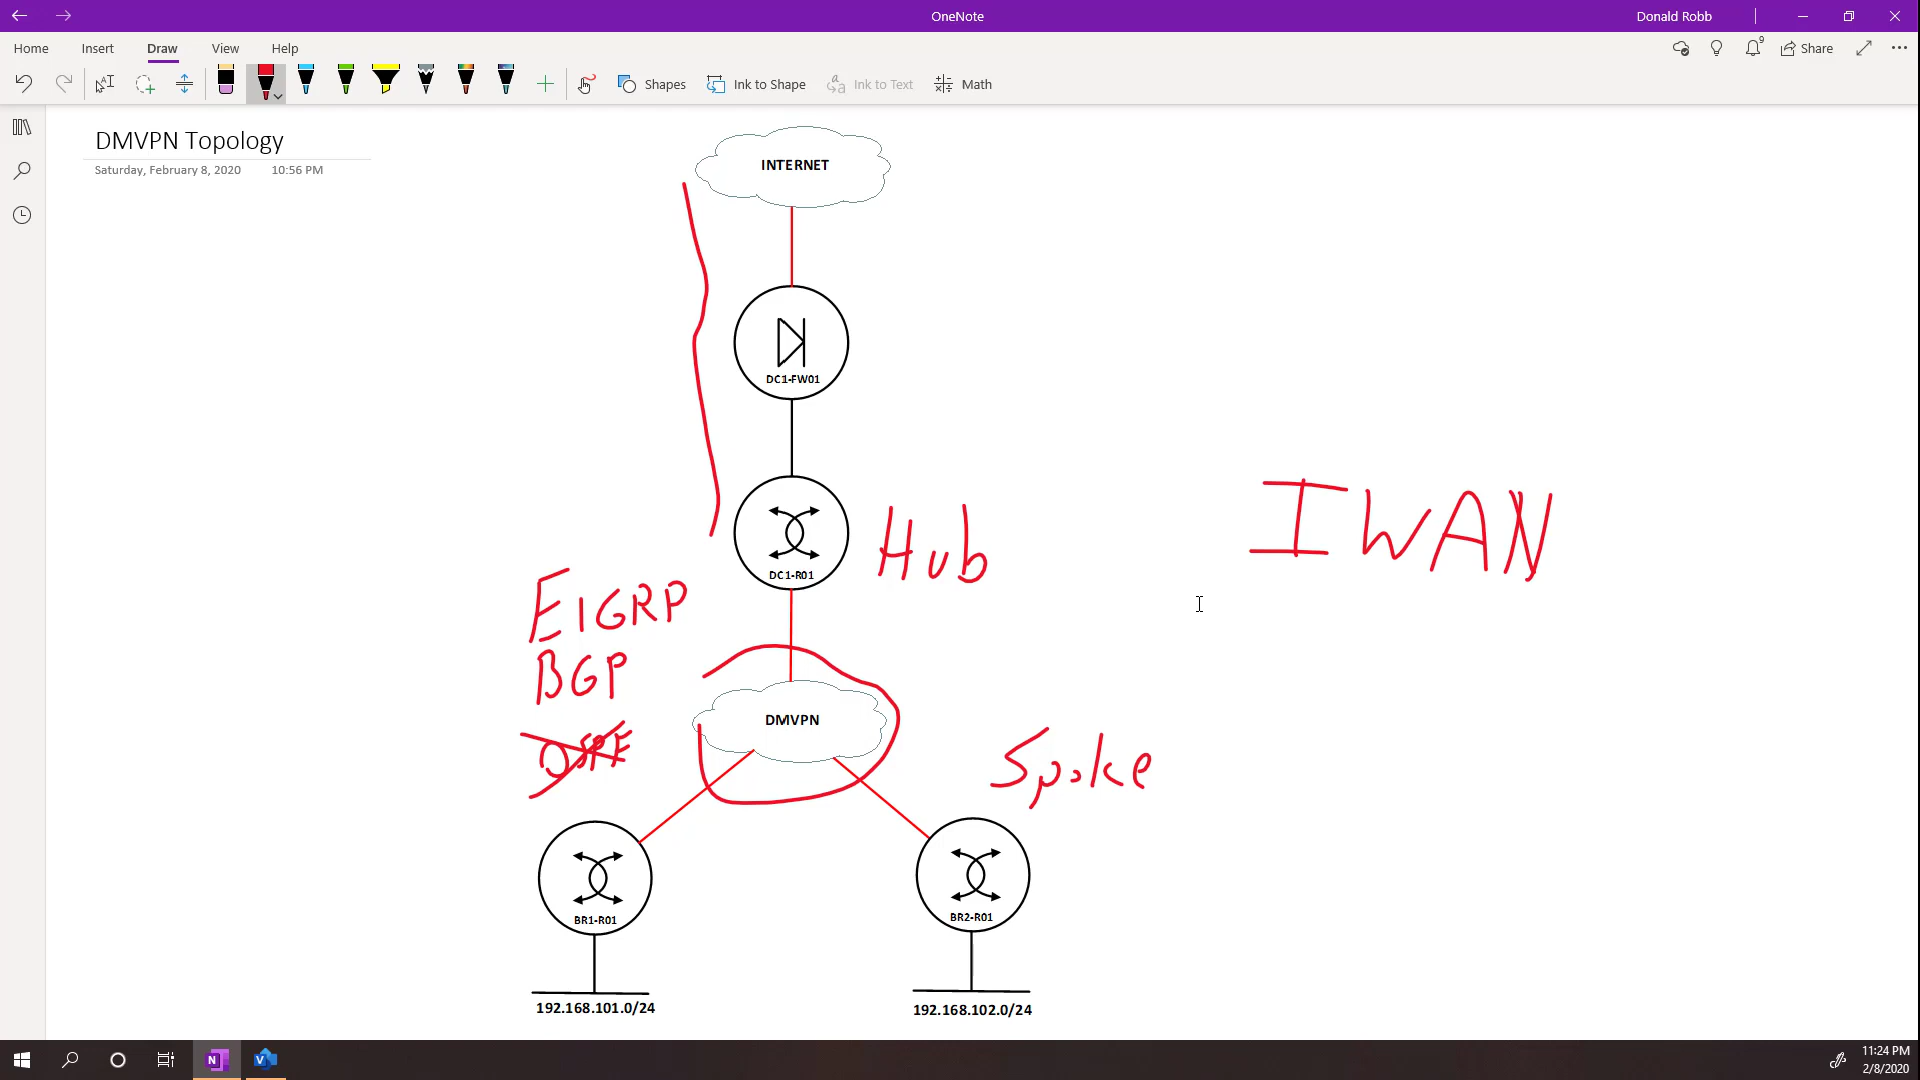 OneNote
Donald Robb
Home Insert Draw View Help
9
Share
Shapes Ink to Shape Ink to Text Math
DMVPN Topology
Saturday, February 8, 2020 10:56 PM
INTERNET
DC1-FW01
DC1-R01
Hub
IWAN
EIGRP
BGP
OSPF
DMVPN
Spoke
BR1-R01
BR2-R01
192.168.101.0/24
192.168.102.0/24
N
V
11:24 PM
2/8/2020